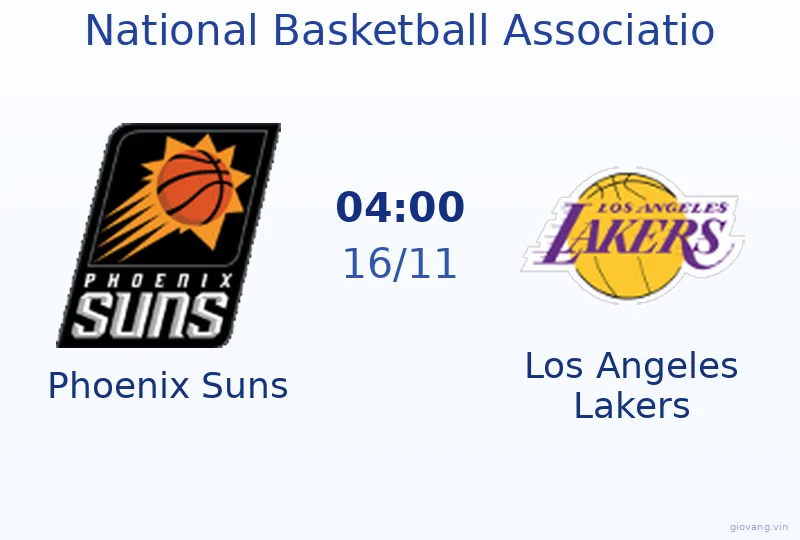 National Basketball Associatio
PHOENIX
SUNS
04:00
16/11
LOS ANGELES
LAKERS
Phoenix Suns
Los Angeles
Lakers
giovang.vin